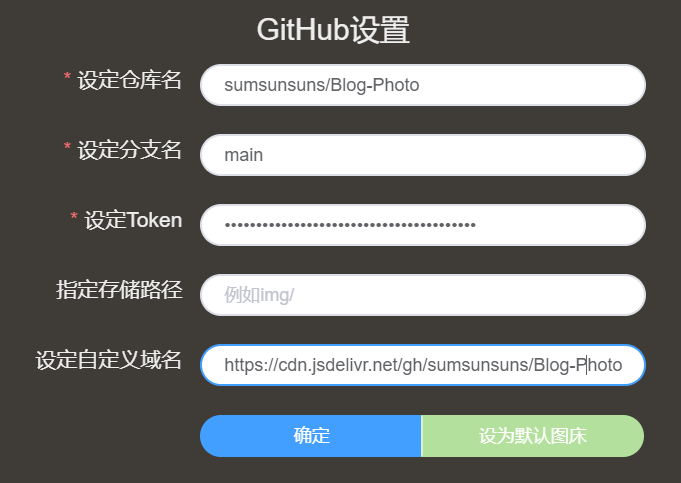 GitHub设置
* 设定仓库名
sumsunsuns/Blog-Photo
* 设定分支名
main
* 设定Token
••••••••••••••••••••••••••••••••••••••••
指定存储路径
例如img/
设定自定义域名
https://cdn.jsdelivr.net/gh/sumsunsuns/Blog-Photo
确定
设为默认图床